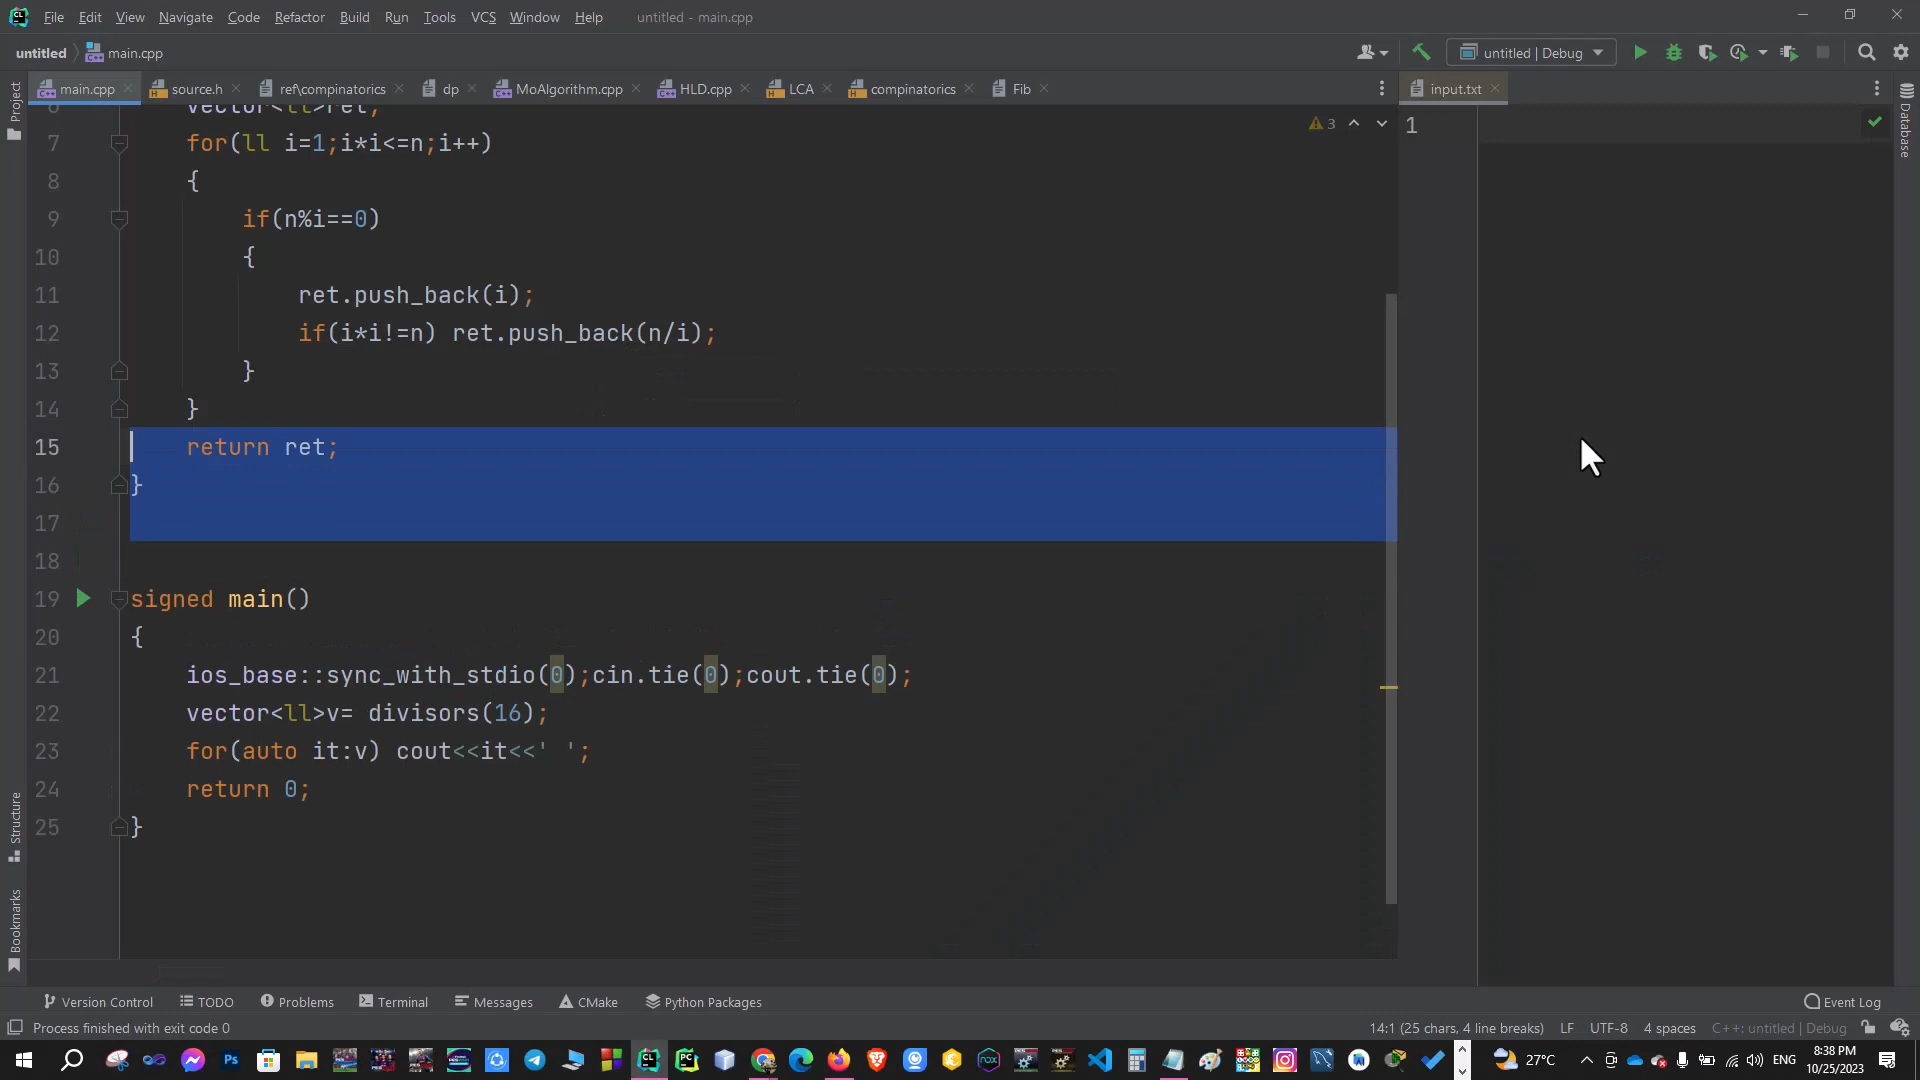 File Edit View Navigate Code Refactor Build Run Tools VCS Window Help untitled - main.cpp
untitled main.cpp untitled | Debug
main.cpp source.h ref\compinatorics dp MoAlgorithm.cpp HLD.cpp LCA compinatorics Fib input.txt
Project
Database
3
1
6 vector<ll>ret;
7 for(ll i=1;i*i<=n;i++)
8 {
9 if(n%i==0)
10 {
11 ret.push_back(i);
12 if(i*i!=n) ret.push_back(n/i);
13 }
14 }
15 return ret;
16 }
17
18
19 signed main()
20 {
21 ios_base::sync_with_stdio(0);cin.tie(0);cout.tie(0);
22 vector<ll>v= divisors(16);
23 for(auto it:v) cout<<it<<' ';
24 return 0;
25 }
Structure
Bookmarks
Version Control TODO Problems Terminal Messages CMake Python Packages Event Log
Process finished with exit code 0 14:1 (25 chars, 4 line breaks) LF UTF-8 4 spaces C++: untitled | Debug
27°C ENG 8:38 PM
10/25/2023